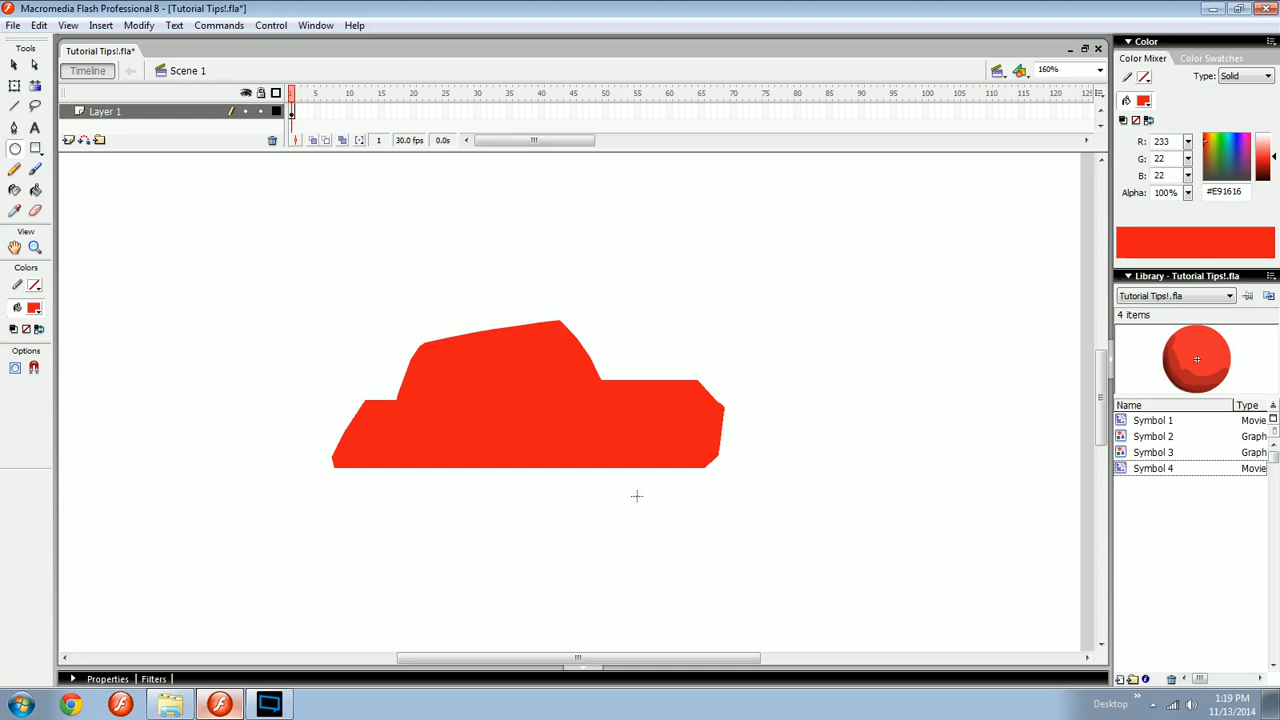 Macromedia Flash Professional 8 - [Tutorial Tips!.fla*]
File Edit View Insert Modify Text Commands Control Window Help
Tools
View
Colors
Options
Tutorial Tips!.fla*
Timeline
Scene 1
160%
1 5 10 15 20 25 30 35 40 45 50 55 60 65 70 75 80 85 90 95 100 105 110 115 120 125
Layer 1
1 30.0 fps 0.0s
Properties Filters
Color
Color Mixer Color Swatches
Type: Solid
R: 233
G: 22
B: 22
Alpha: 100% #E91616
Library - Tutorial Tips!.fla
Tutorial Tips!.fla
4 items
Name Type
Symbol 1 Movie
Symbol 2 Graph
Symbol 3 Graph
Symbol 4 Movie
Desktop
1:19 PM
11/13/2014